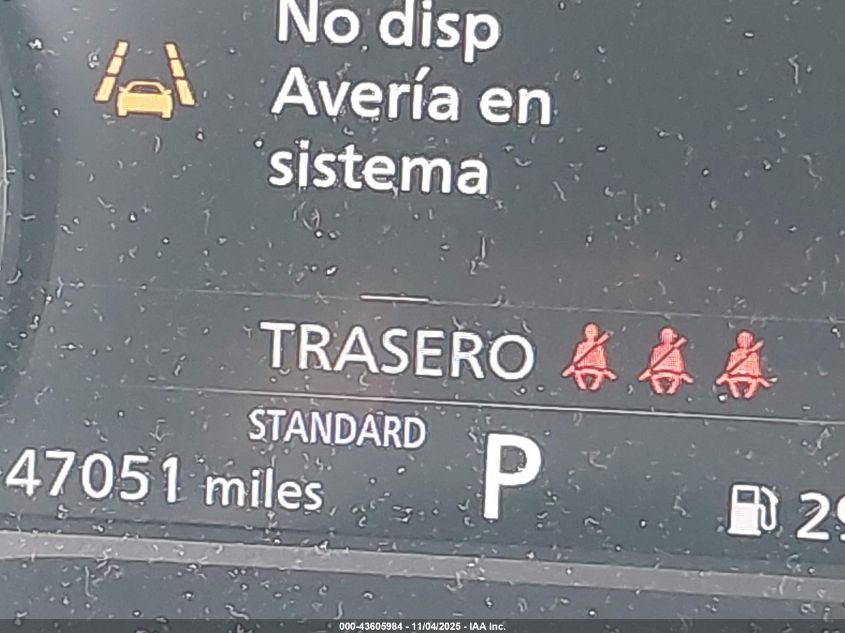 No disp
Avería en
sistema
TRASERO
STANDARD
47051 miles
P
000-43605984 - 11/04/2025 - IAA Inc.